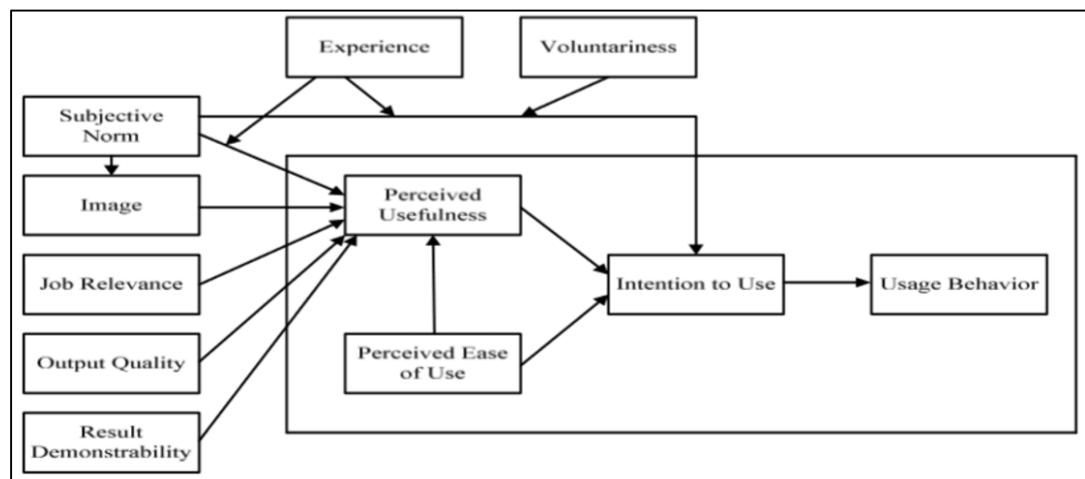 Experience
Voluntariness
Subjective
Norm
Image
Perceived
Usefulness
Job Relevance
Intention to Use
Usage Behavior
Output Quality
Perceived Ease
of Use
Result
Demonstrability